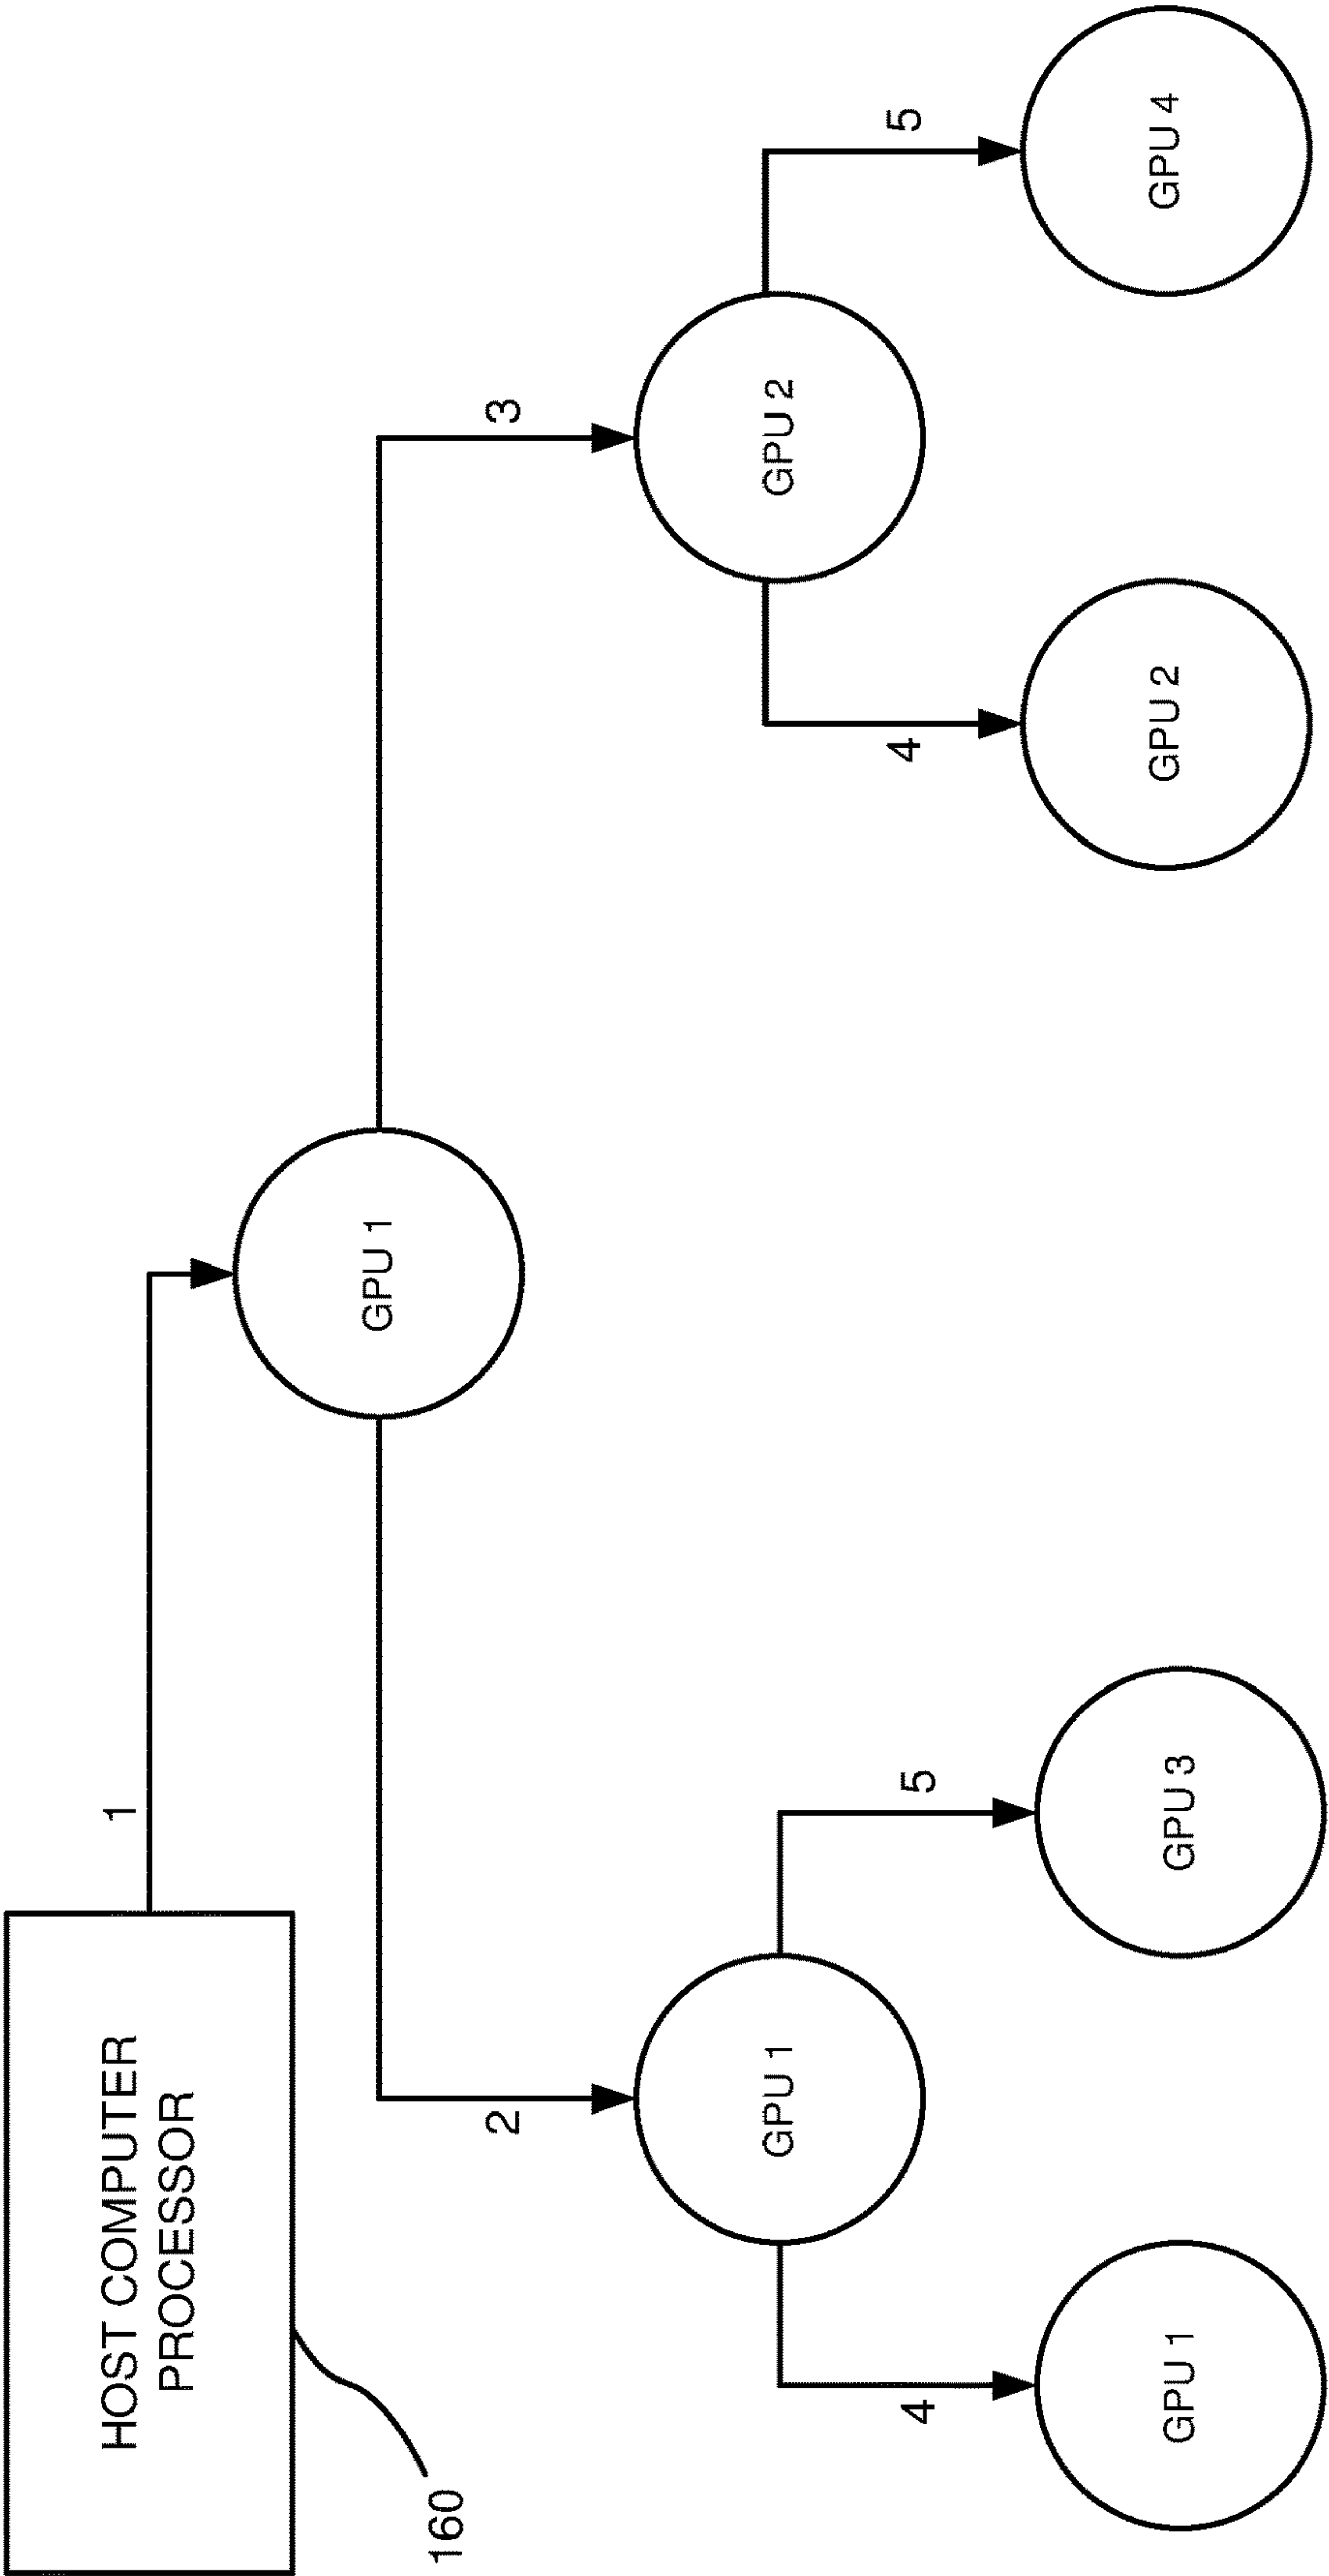 HOST COMPUTER
PROCESSOR
160
1
GPU 1
2
3
GPU 1
GPU 2
4
5
4
5
GPU 1
GPU 3
GPU 2
GPU 4